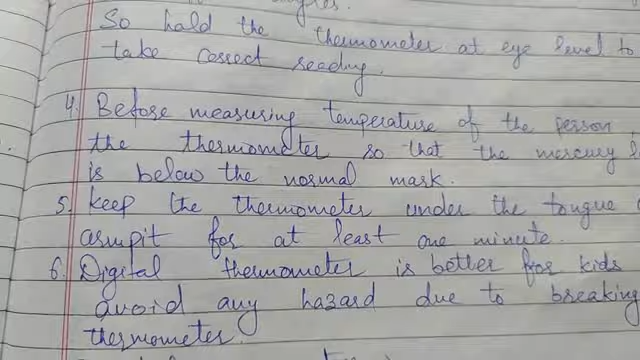 So hold the thermometer at eye level to
take correct reading.
4. Before measuring temperature of the person
the thermometer so that the mercury
is below the normal mark.
5. keep the thermometer under the tongue
armpit for at least one minute.
6. Digital thermometer is better for kids
avoid any hazard due to breaking
thermometer.